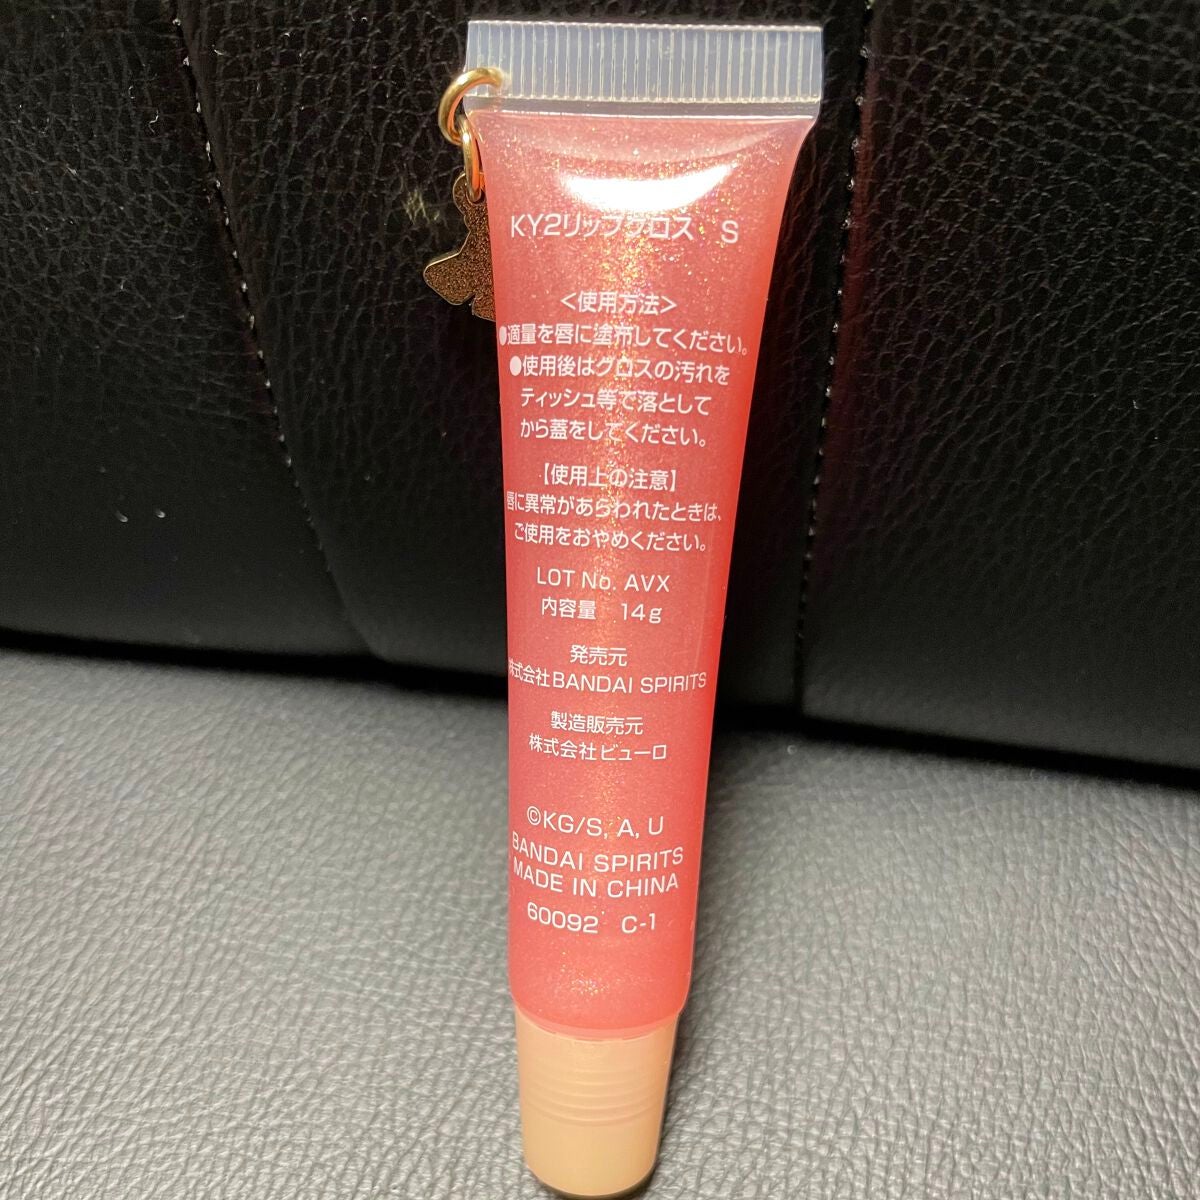 KY2リップグロス S
<使用方法>
●適量を唇に塗布してください。
●使用後はグロスの汚れを
ティッシュ等で落として
から蓋をしてください。
【使用上の注意】
唇に異常があらわれたときは、
ご使用をおやめください。
LOT No. AVX
内容量 14g
発売元
株式会社BANDAI SPIRITS
製造販売元
株式会社ビューロ
©KG/S, A, U
BANDAI SPIRITS
MADE IN CHINA
60092 C-1